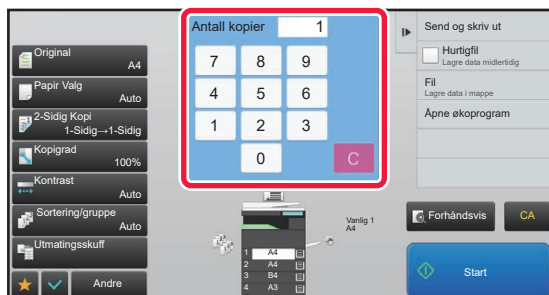 Original
A4
Papir Valg
Auto
2-Sidig Kopi
1-Sidig→1-Sidig
Kopigrad
100%
Kontrast
Auto
Sortering/gruppe
Auto
Utmatingsskuff
Andre
Antall kopier 1
7 8 9
4 5 6
1 2 3
0 C
Vanlig 1
A4
1 A4
2 A4
3 B4
4 A3
Send og skriv ut
Hurtigfil
Lagre data midlertidig
Fil
Lagre data i mappe
Åpne økoprogram
Forhåndsvis CA
Start